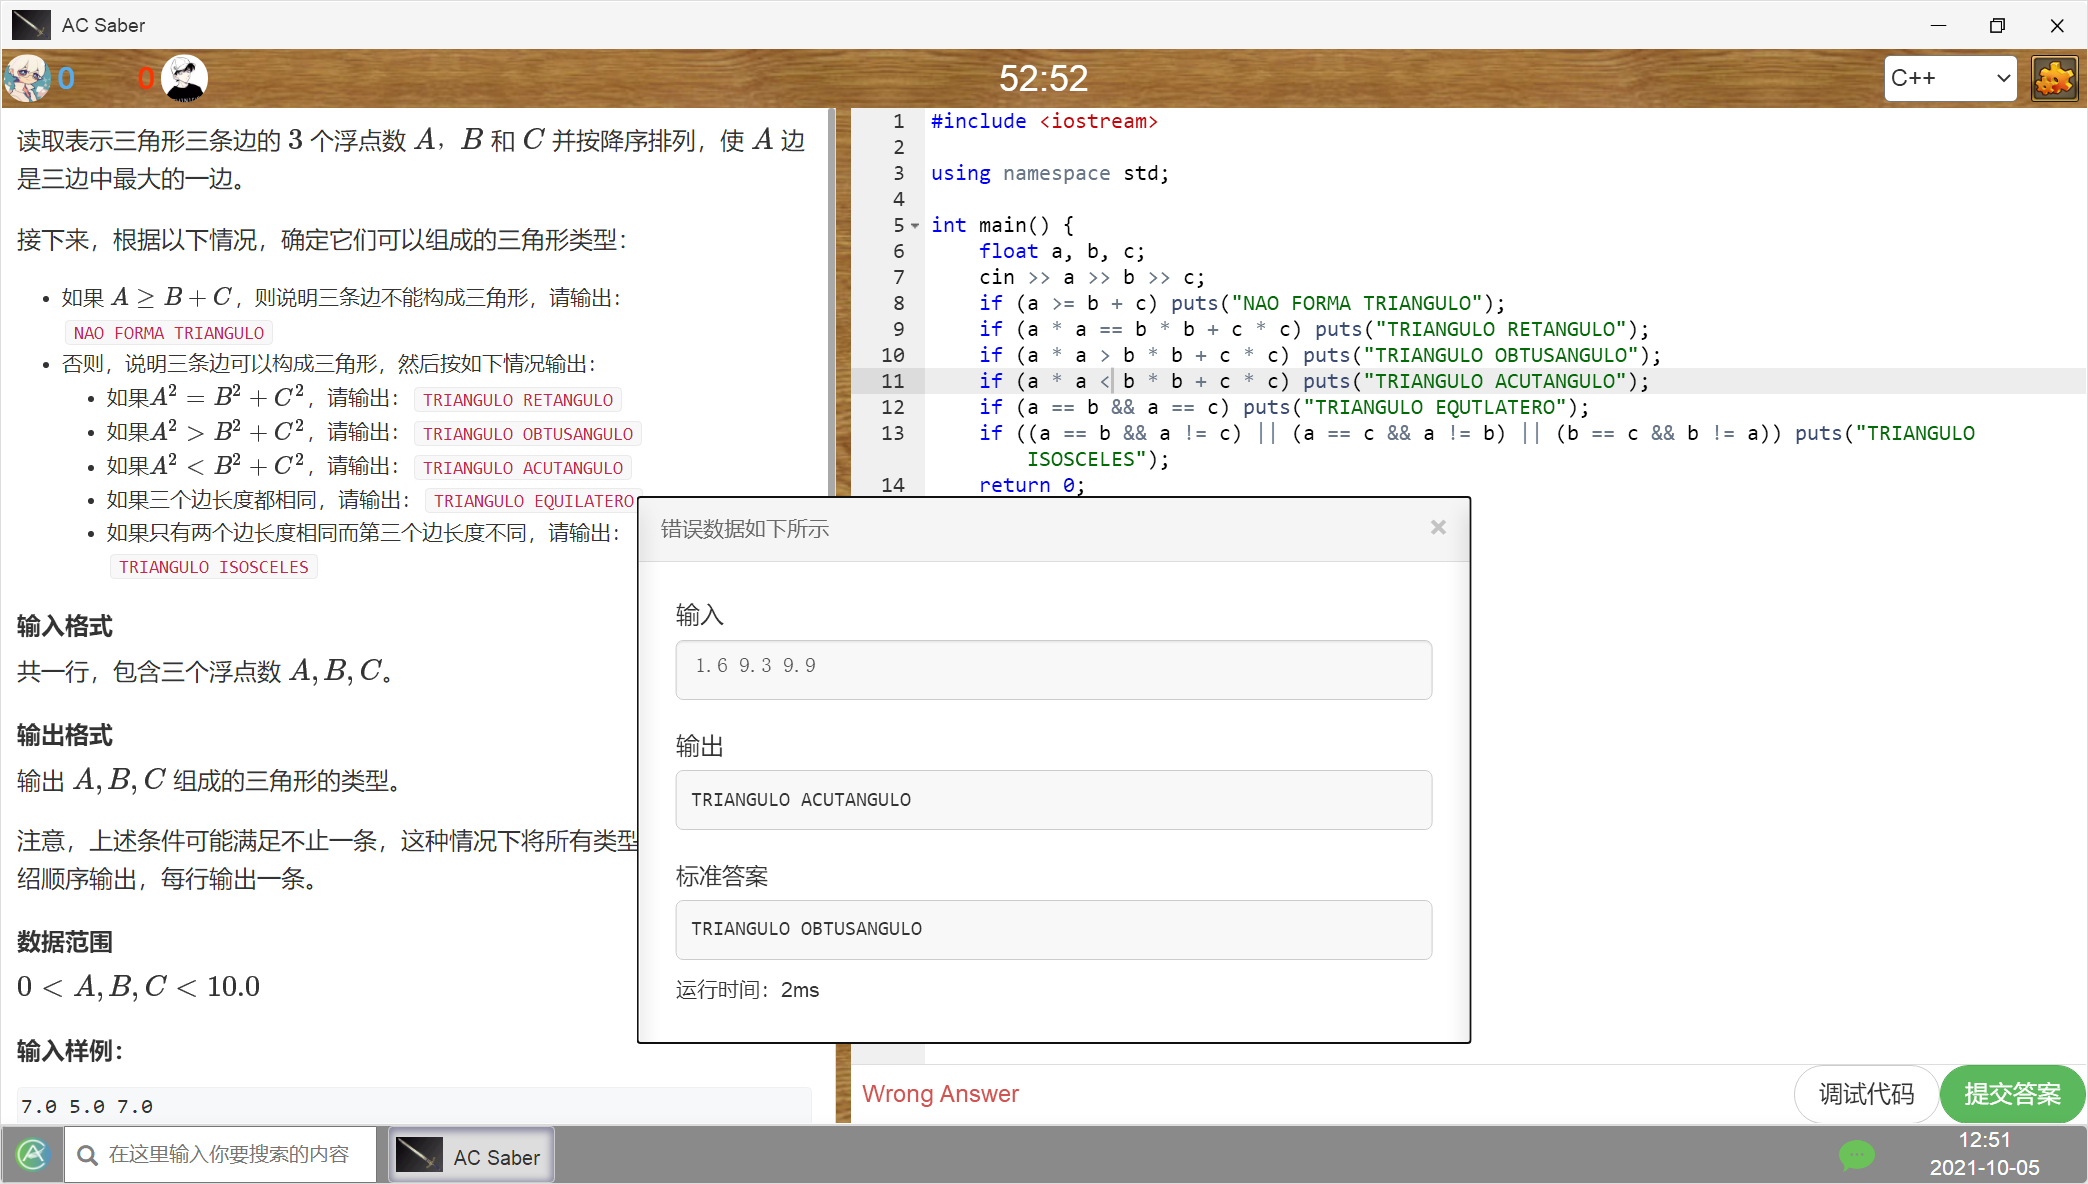 AC Saber
0
0
52:52
C++
读取表示三角形三条边的 3 个浮点数 A，B 和 C 并按降序排列，使 A 边
是三边中最大的一边。
接下来，根据以下情况，确定它们可以组成的三角形类型：
如果 A ≥ B + C，则说明三条边不能构成三角形，请输出：
NAO FORMA TRIANGULO
否则，说明三条边可以构成三角形，然后按如下情况输出：
如果A² = B² + C²，请输出： TRIANGULO RETANGULO
如果A² > B² + C²，请输出： TRIANGULO OBTUSANGULO
如果A² < B² + C²，请输出： TRIANGULO ACUTANGULO
如果三个边长度都相同，请输出： TRIANGULO EQUILATERO
如果只有两个边长度相同而第三个边长度不同，请输出：
TRIANGULO ISOSCELES
输入格式
共一行，包含三个浮点数 A, B, C。
输出格式
输出 A, B, C 组成的三角形的类型。
注意，上述条件可能满足不止一条，这种情况下将所有类型
绍顺序输出，每行输出一条。
数据范围
0 < A, B, C < 10.0
输入样例：
7.0 5.0 7.0
1 #include <iostream>
2
3 using namespace std;
4
5 int main() {
6 float a, b, c;
7 cin >> a >> b >> c;
8 if (a >= b + c) puts("NAO FORMA TRIANGULO");
9 if (a * a == b * b + c * c) puts("TRIANGULO RETANGULO");
10 if (a * a > b * b + c * c) puts("TRIANGULO OBTUSANGULO");
11 if (a * a < b * b + c * c) puts("TRIANGULO ACUTANGULO");
12 if (a == b && a == c) puts("TRIANGULO EQUTLATERO");
13 if ((a == b && a != c) || (a == c && a != b) || (b == c && b != a)) puts("TRIANGULO
ISOSCELES");
14 return 0;
错误数据如下所示
×
输入
1.6 9.3 9.9
输出
TRIANGULO ACUTANGULO
标准答案
TRIANGULO OBTUSANGULO
运行时间：2ms
Wrong Answer
调试代码
提交答案
在这里输入你要搜索的内容
AC Saber
12:51
2021-10-05